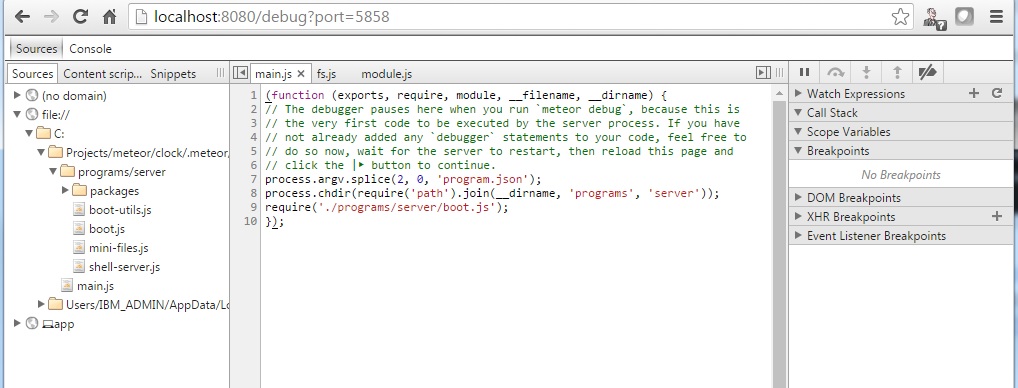 localhost:8080/debug?port=5858
Sources Console
Sources Content scrip... Snippets
main.js × fs.js module.js
(no domain)
file://
C:
Projects/meteor/clock/.meteor,
programs/server
packages
boot-utils.js
boot.js
mini-files.js
shell-server.js
main.js
Users/IBM_ADMIN/AppData/Lo
app
1 (function (exports, require, module, __filename, __dirname) {
2 // The debugger pauses here when you run `meteor debug`, because this is
3 // the very first code to be executed by the server process. If you have
4 // not already added any `debugger` statements to your code, feel free to
5 // do so now, wait for the server to restart, then reload this page and
6 // click the |▶ button to continue.
7 process.argv.splice(2, 0, 'program.json');
8 process.chdir(require('path').join(__dirname, 'programs', 'server'));
9 require('./programs/server/boot.js');
10 });
Watch Expressions
Call Stack
Scope Variables
Breakpoints
No Breakpoints
DOM Breakpoints
XHR Breakpoints
Event Listener Breakpoints